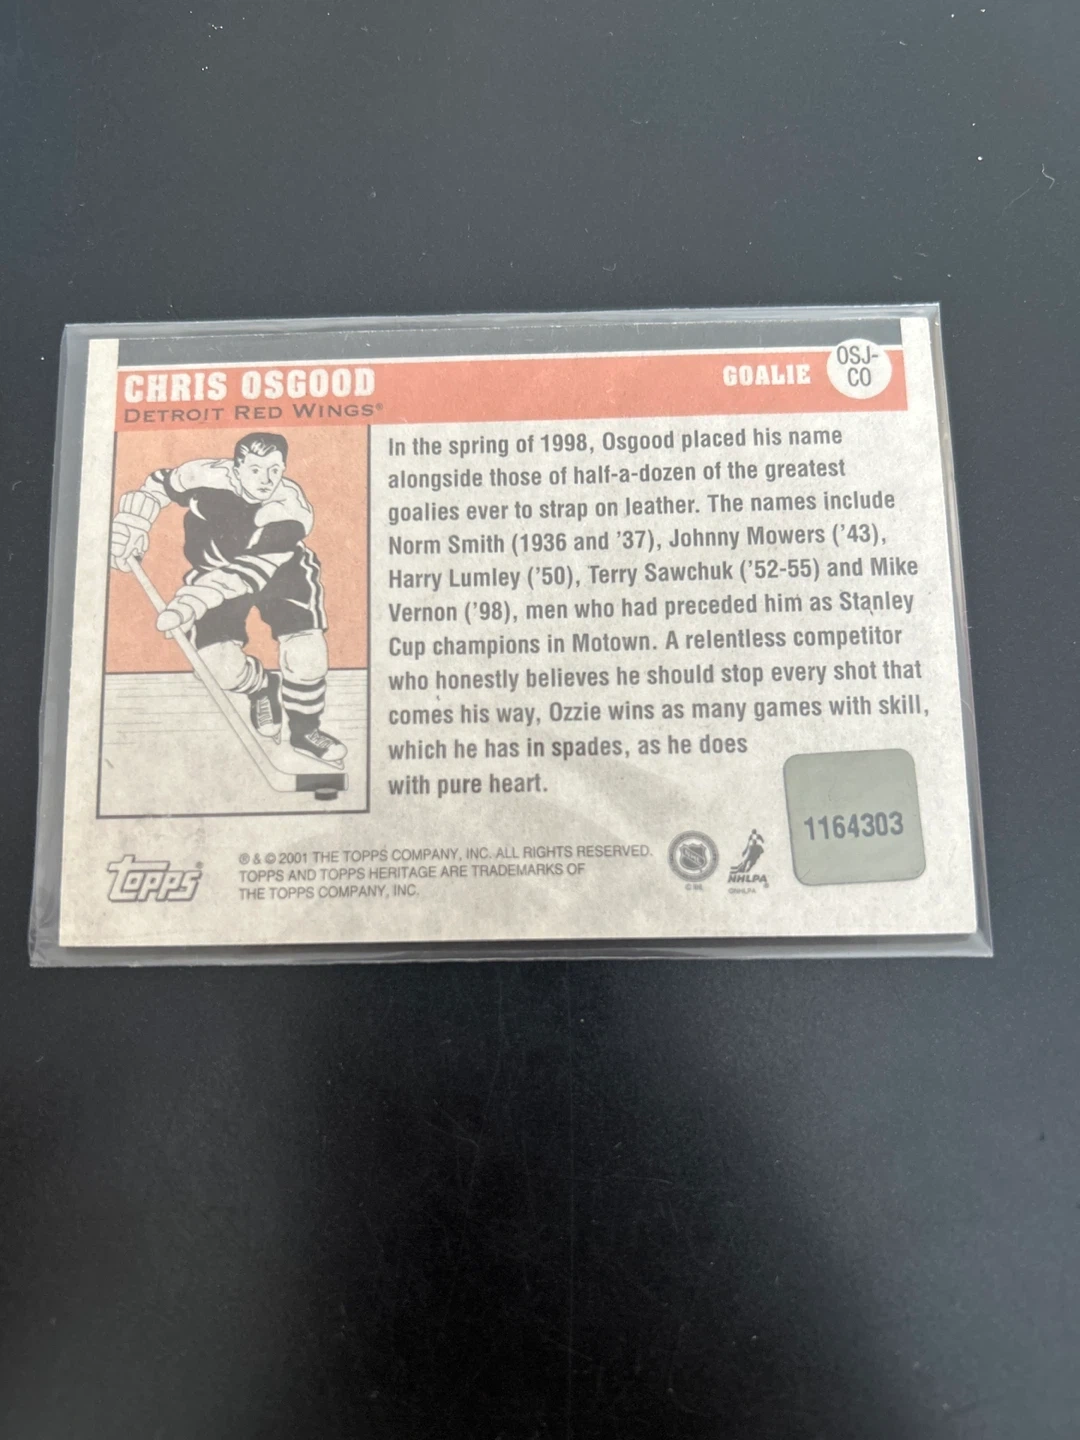 CHRIS OSGOOD
DETROIT RED WINGS®
GOALIE
OSJ-
CO
In the spring of 1998, Osgood placed his name
alongside those of half-a-dozen of the greatest
goalies ever to strap on leather. The names include
Norm Smith (1936 and '37), Johnny Mowers ('43),
Harry Lumley ('50), Terry Sawchuk ('52-55) and Mike
Vernon ('98), men who had preceded him as Stanley
Cup champions in Motown. A relentless competitor
who honestly believes he should stop every shot that
comes his way, Ozzie wins as many games with skill,
which he has in spades, as he does
with pure heart.
1164303
Topps®
® & © 2001 THE TOPPS COMPANY, INC. ALL RIGHTS RESERVED.
TOPPS AND TOPPS HERITAGE ARE TRADEMARKS OF
THE TOPPS COMPANY, INC.
NHL
NHLPA®